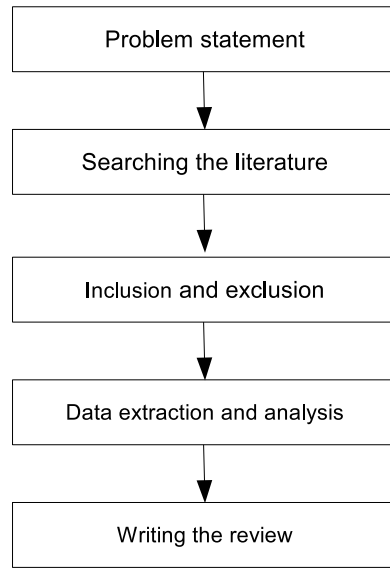 Problem statement
Searching the literature
Inclusion and exclusion
Data extraction and analysis
Writing the review